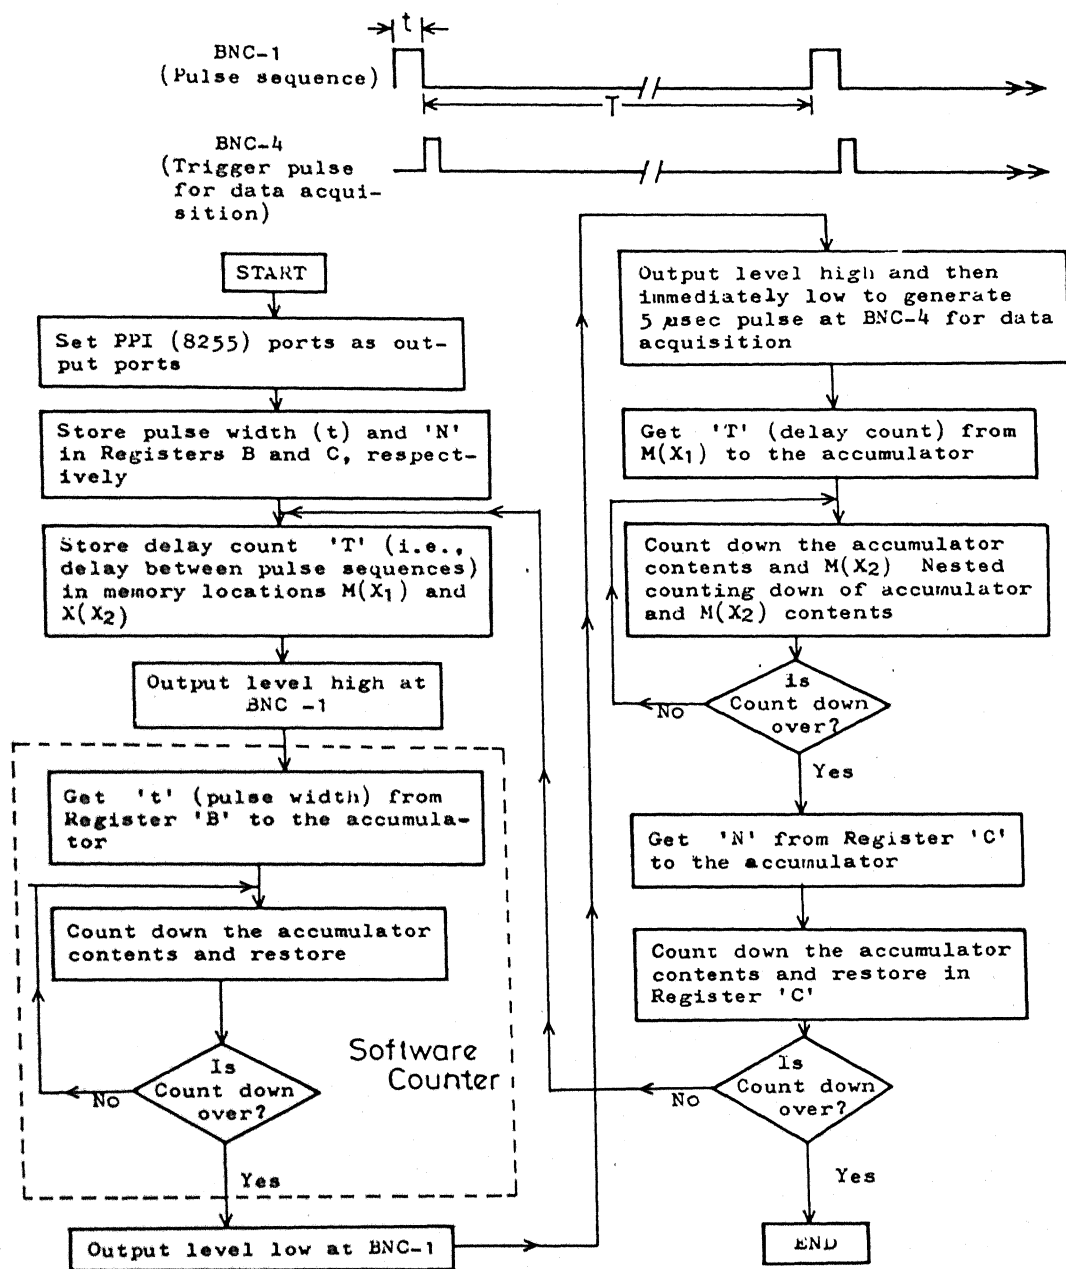 t
BNC-1
(Pulse sequence)
T
BNC-4
(Trigger pulse
for data acqui-
sition)
START
Set PPI (8255) ports as out-
put ports
Store pulse width (t) and 'N'
in Registers B and C, respect-
ively
Store delay count 'T' (i.e.,
delay between pulse sequences)
in memory locations M(X1) and
X(X2)
Output level high at
BNC -1
Get 't' (pulse width) from
Register 'B' to the accumula-
tor
Count down the accumulator
contents and restore
Is
Count down
over?
No
Yes
Software
Counter
Output level low at BNC-1
Output level high and then
immediately low to generate
5 µsec pulse at BNC-4 for data
acquisition
Get 'T' (delay count) from
M(X1) to the accumulator
Count down the accumulator
contents and M(X2) Nested
counting down of accumulator
and M(X2) contents
is
Count down
over?
No
Yes
Get 'N' from Register 'C'
to the accumulator
Count down the accumulator
contents and restore in
Register 'C'
Is
Count down
over?
No
Yes
END